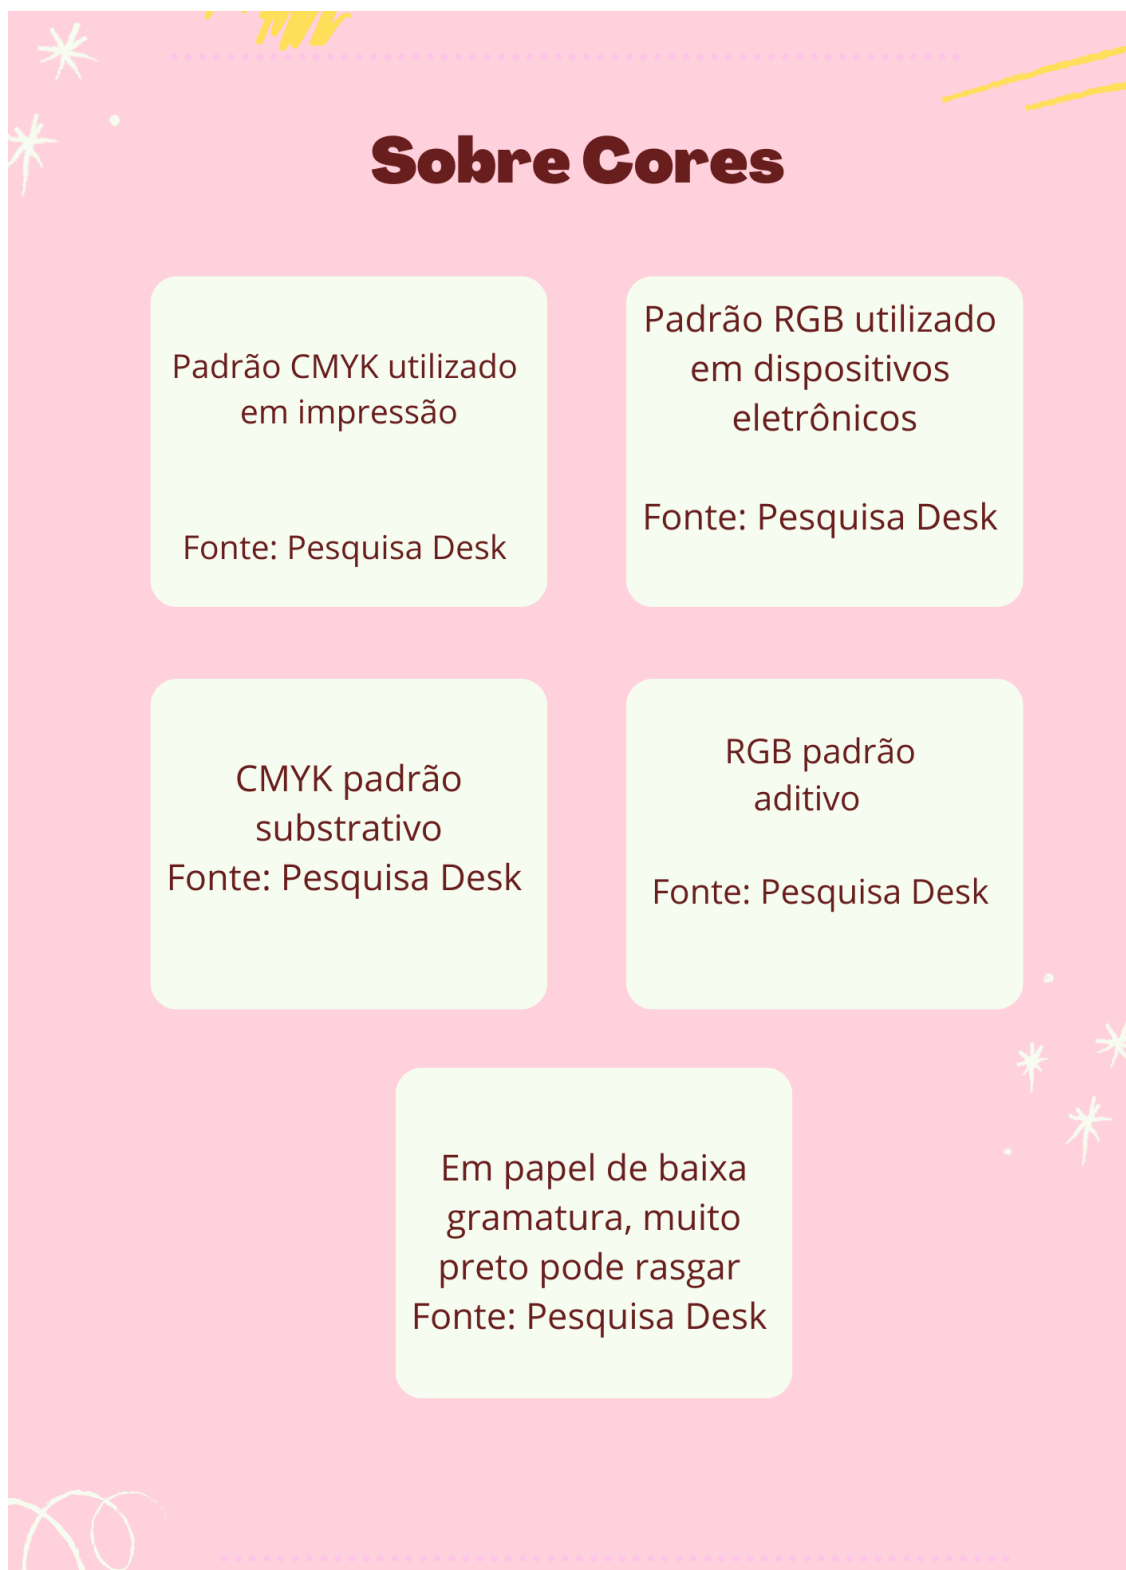 Sobre Cores
Padrão CMYK utilizado
em impressão
Fonte: Pesquisa Desk
Padrão RGB utilizado
em dispositivos
eletrônicos
Fonte: Pesquisa Desk
CMYK padrão
substrativo
Fonte: Pesquisa Desk
RGB padrão
aditivo
Fonte: Pesquisa Desk
Em papel de baixa
gramatura, muito
preto pode rasgar
Fonte: Pesquisa Desk